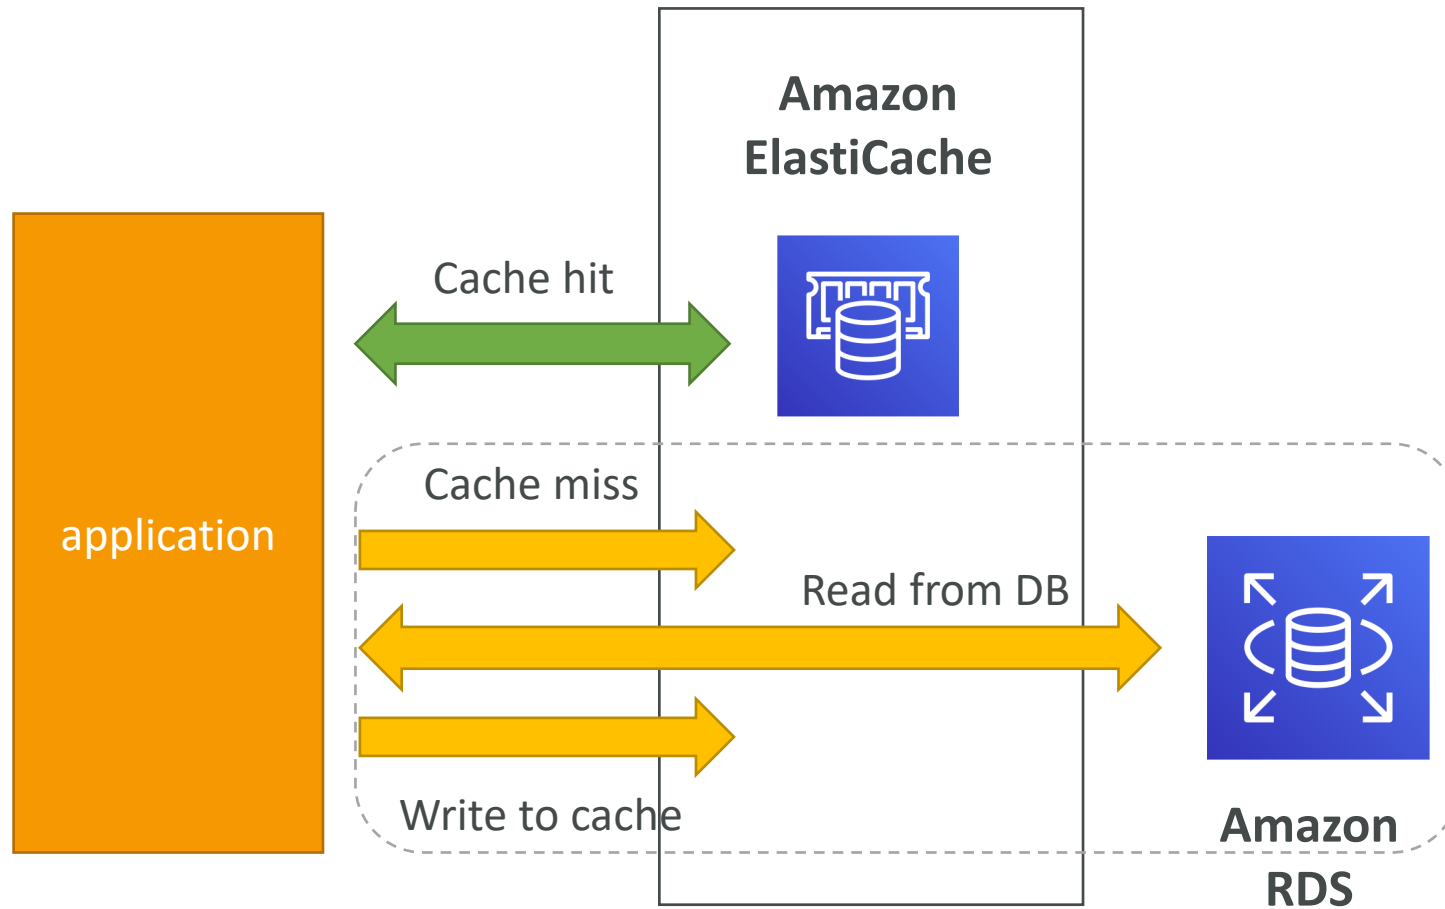 Amazon
ElastiCache
Cache hit
Cache miss
application
Read from DB
Write to cache
Amazon
RDS